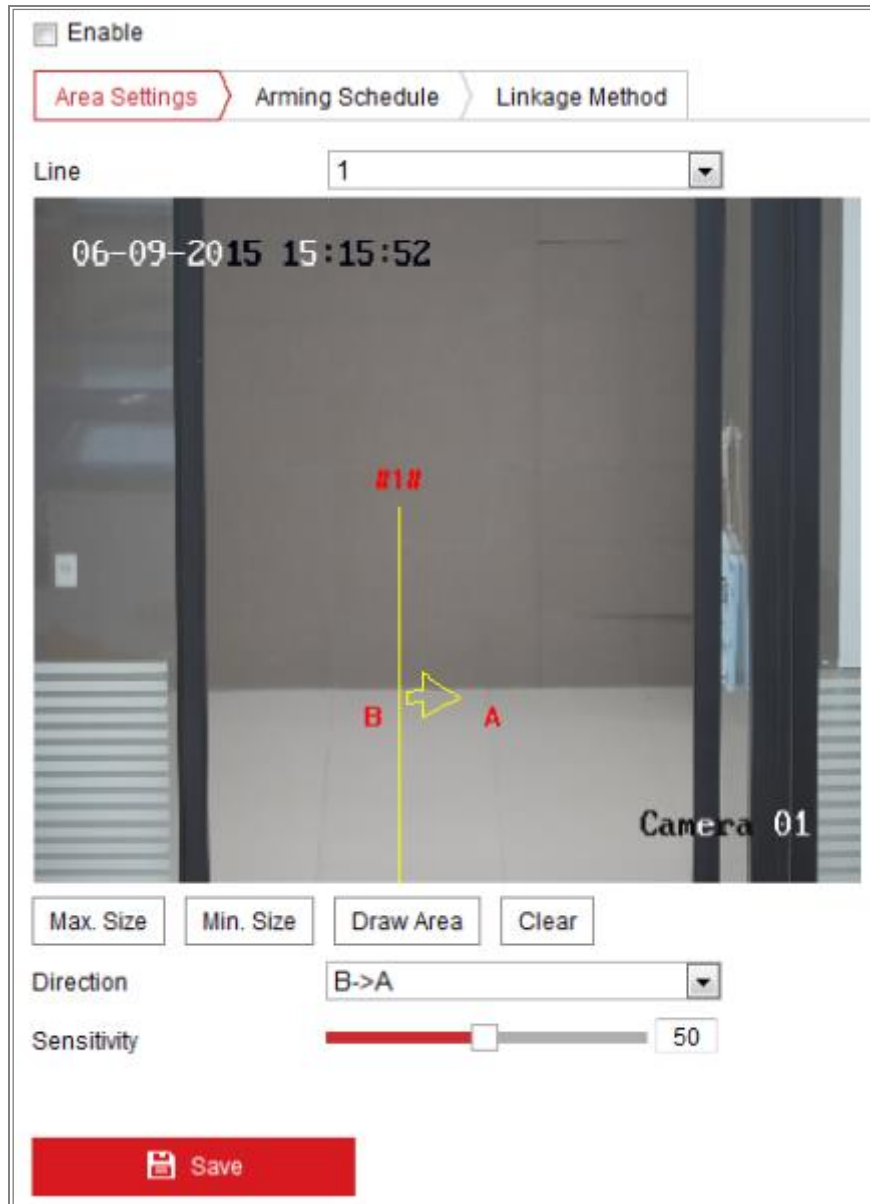 Enable
Area Settings Arming Schedule Linkage Method
Line 1
06-09-2015 15:15:52
#1#
B A
Camera 01
Max. Size Min. Size Draw Area Clear
Direction B->A
Sensitivity 50
Save